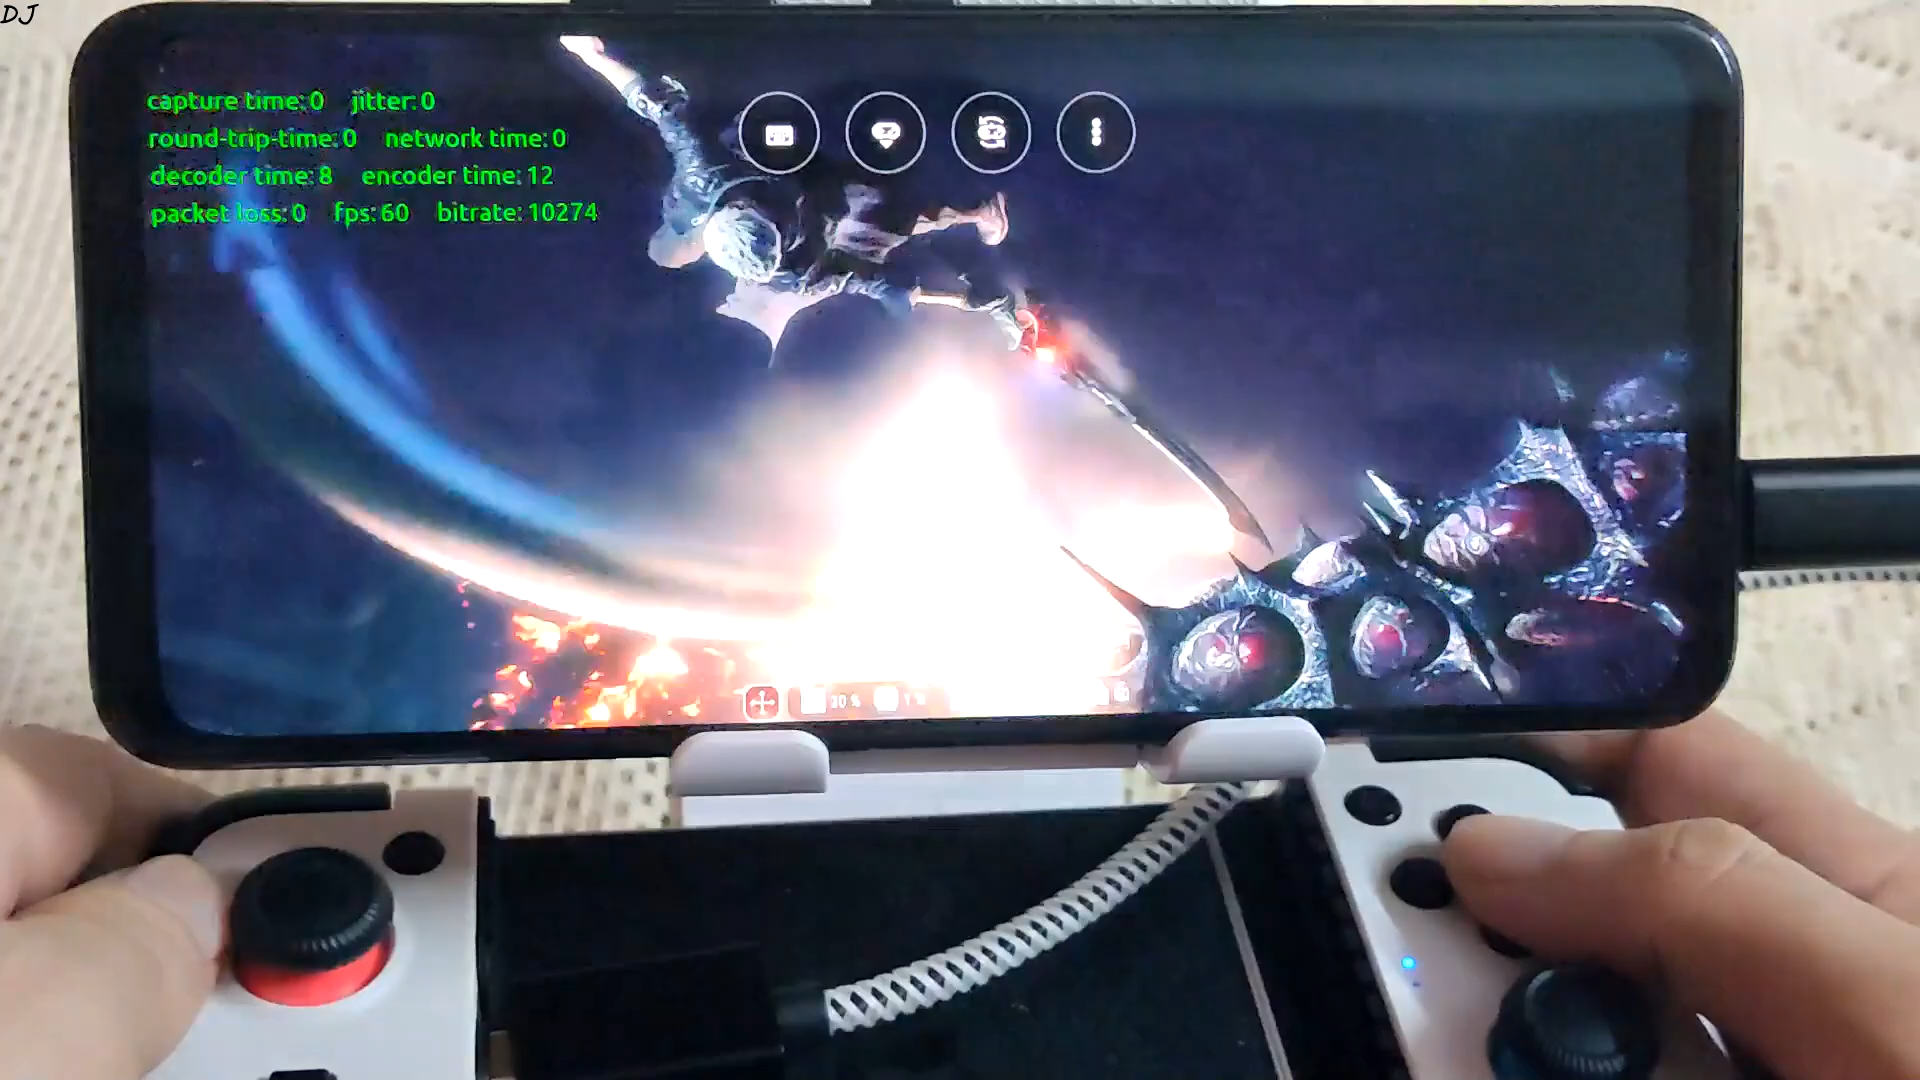 DJ
capture time: 0 jitter: 0
round-trip-time: 0 network time: 0
decoder time: 8 encoder time: 12
packet loss: 0 fps: 60 bitrate: 10274